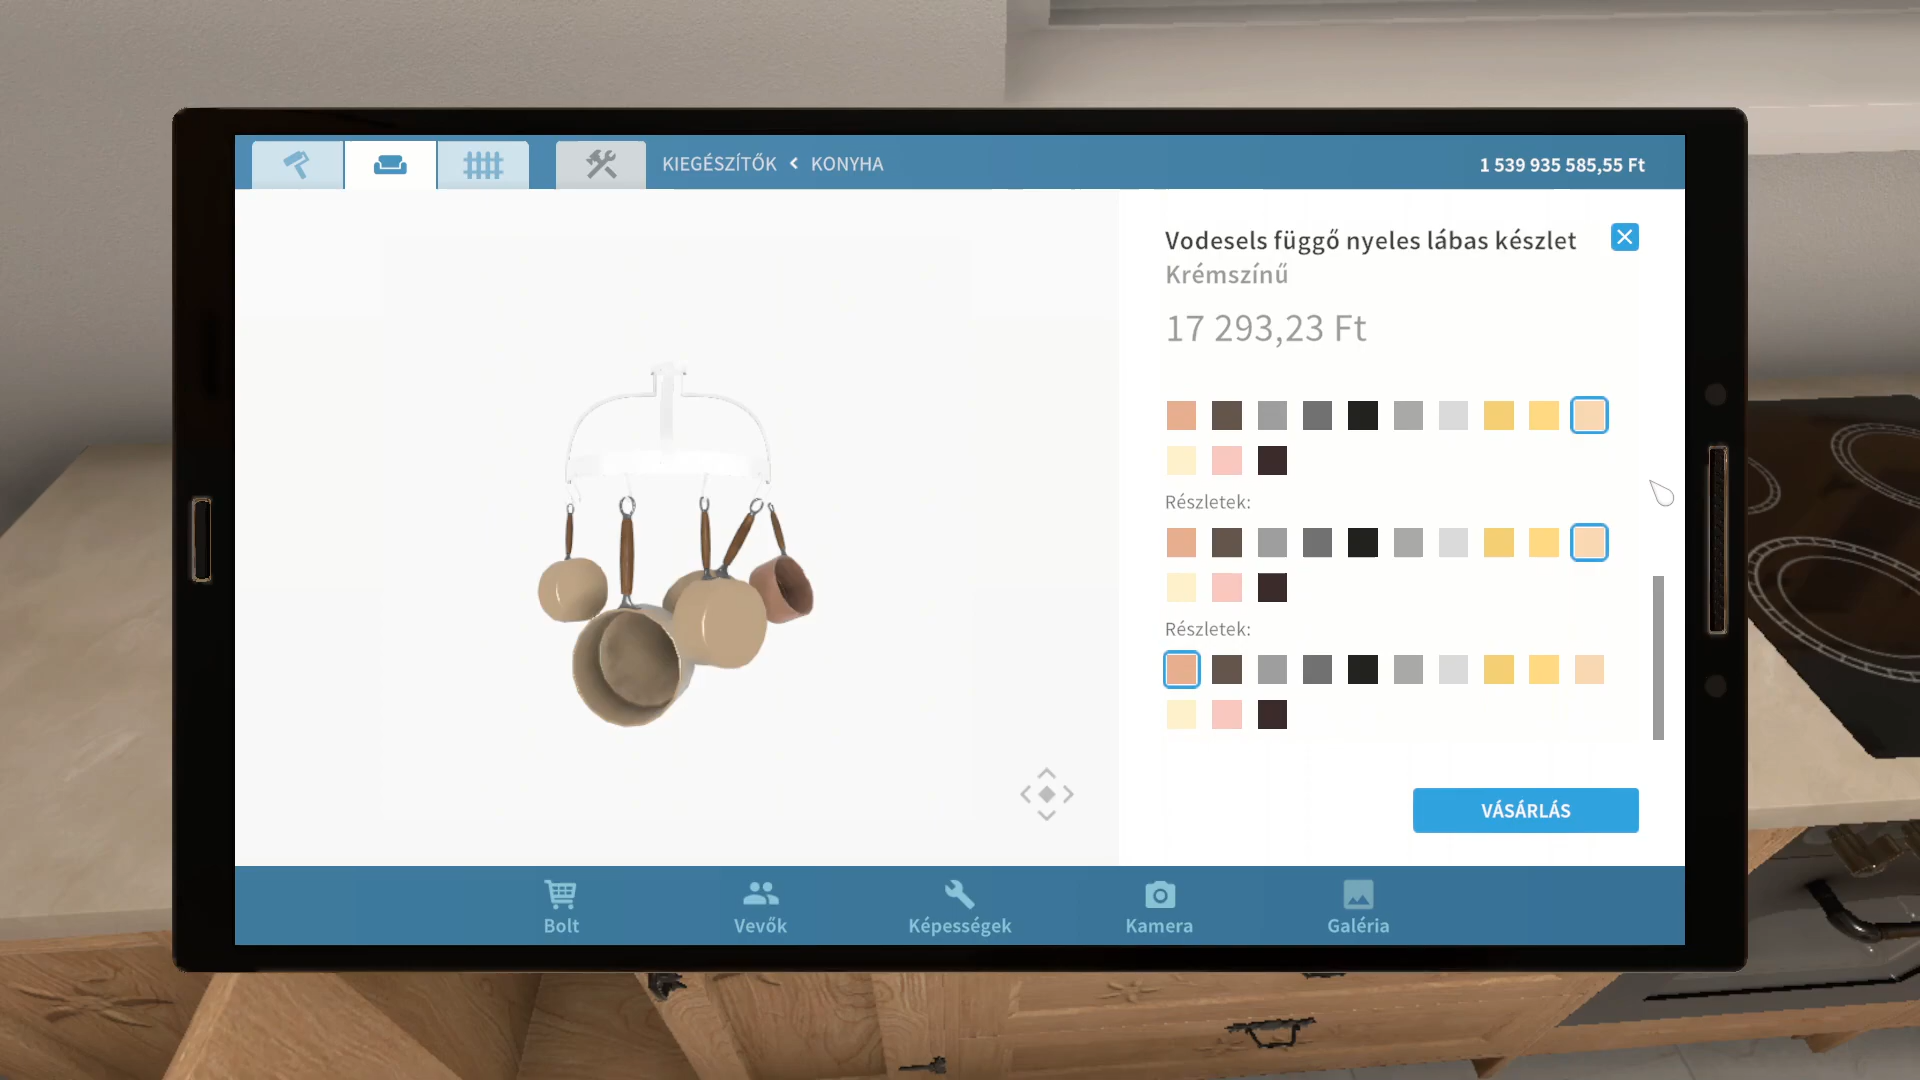 KIEGÉSZÍTŐK < KONYHA
1 539 935 585,55 Ft
Vodesels függő nyeles lábas készlet
Krémszínű
17 293,23 Ft
Részletek:
Részletek:
VÁSÁRLÁS
Bolt
Vevők
Képességek
Kamera
Galéria